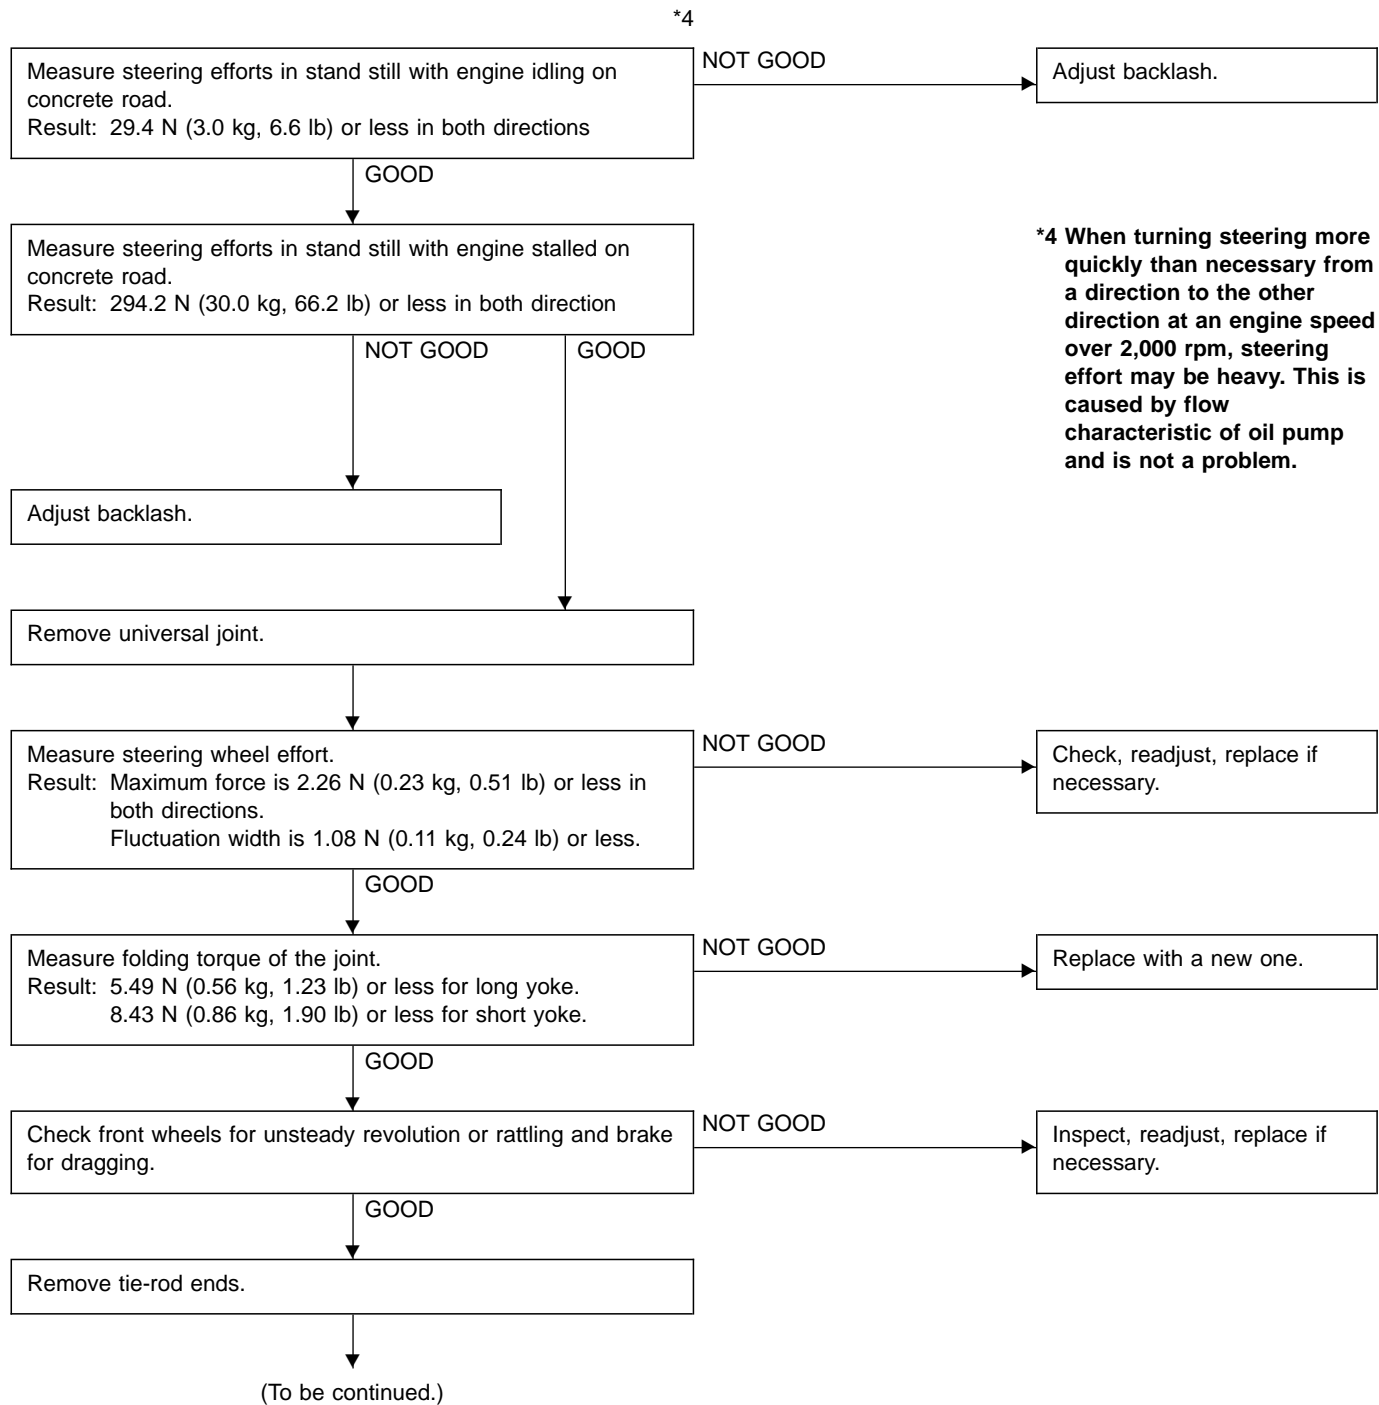 *4
Measure steering efforts in stand still with engine idling on
concrete road.
Result: 29.4 N (3.0 kg, 6.6 lb) or less in both directions
NOT GOOD
Adjust backlash.
GOOD
Measure steering efforts in stand still with engine stalled on
concrete road.
Result: 294.2 N (30.0 kg, 66.2 lb) or less in both direction
*4 When turning steering more
quickly than necessary from
a direction to the other
direction at an engine speed
over 2,000 rpm, steering
effort may be heavy. This is
caused by flow
characteristic of oil pump
and is not a problem.
NOT GOOD
GOOD
Adjust backlash.
Remove universal joint.
Measure steering wheel effort.
Result: Maximum force is 2.26 N (0.23 kg, 0.51 lb) or less in
both directions.
Fluctuation width is 1.08 N (0.11 kg, 0.24 lb) or less.
NOT GOOD
Check, readjust, replace if
necessary.
GOOD
Measure folding torque of the joint.
Result: 5.49 N (0.56 kg, 1.23 lb) or less for long yoke.
8.43 N (0.86 kg, 1.90 lb) or less for short yoke.
NOT GOOD
Replace with a new one.
GOOD
Check front wheels for unsteady revolution or rattling and brake
for dragging.
NOT GOOD
Inspect, readjust, replace if
necessary.
GOOD
Remove tie-rod ends.
(To be continued.)